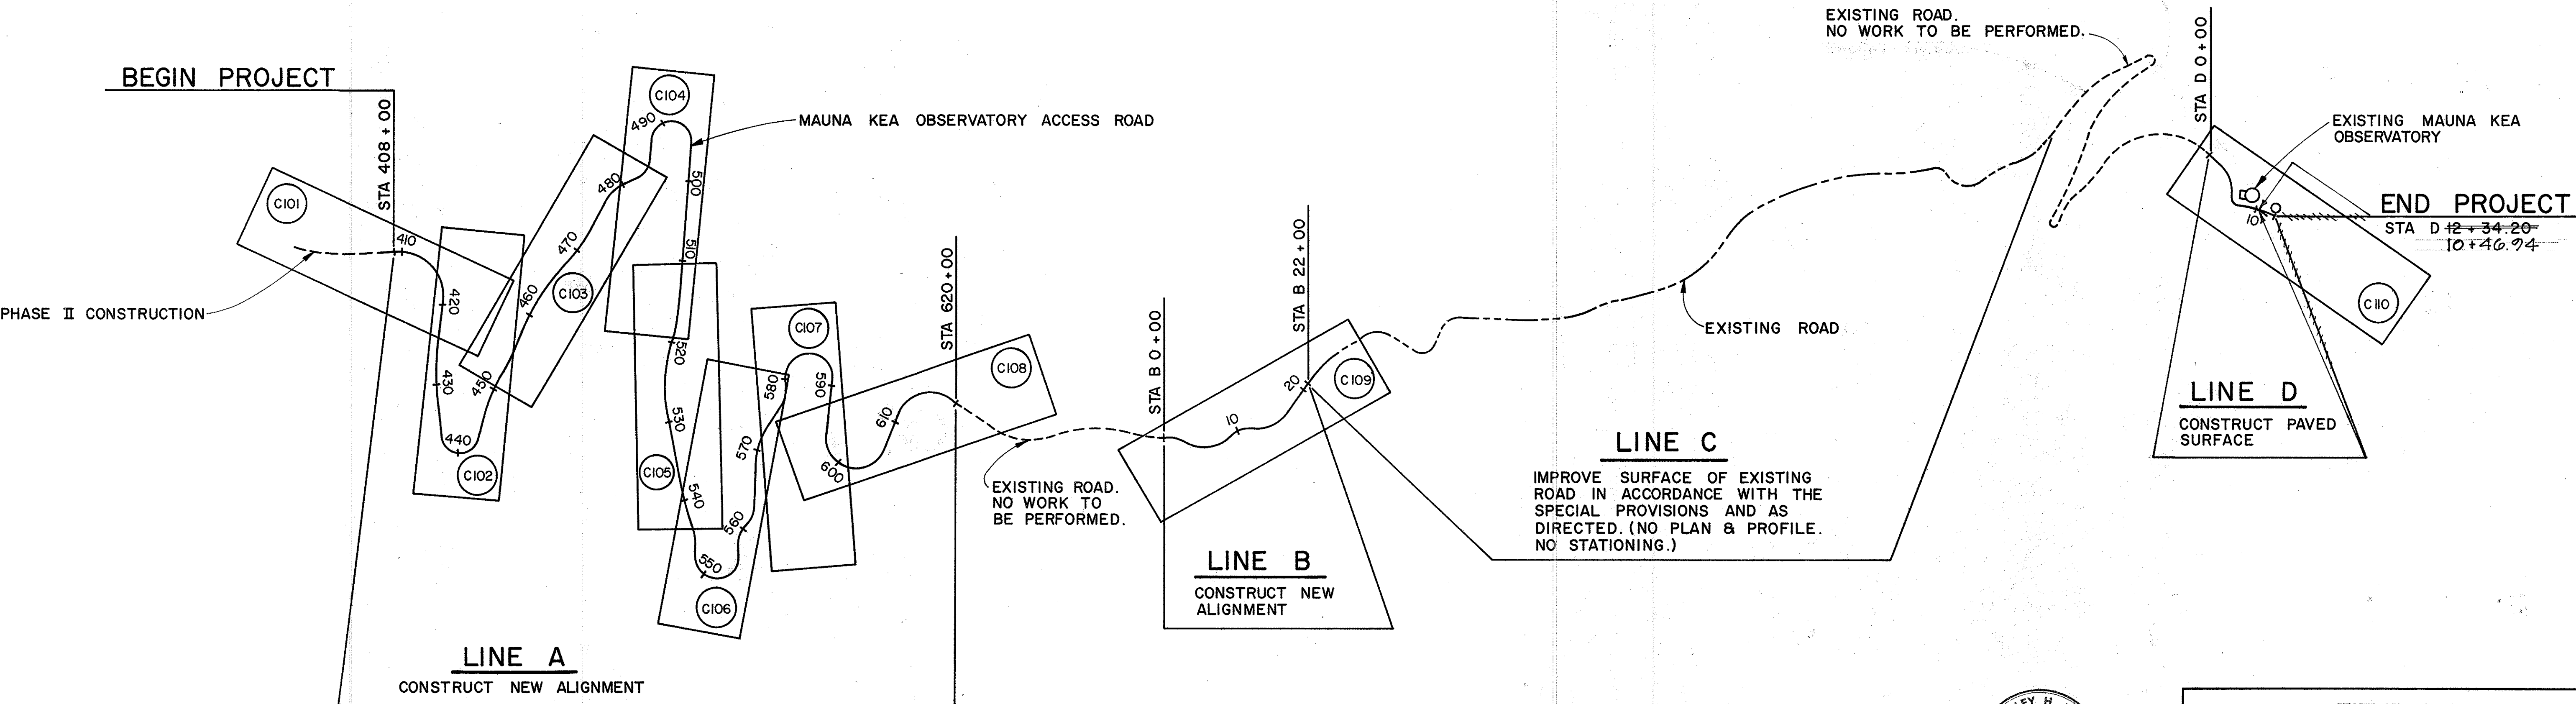 BEGIN PROJECT
STA 408 + 00
C101
PHASE II CONSTRUCTION
410
420
430
440
C102
450
460
C103
470
480
490
C104
MAUNA KEA OBSERVATORY ACCESS ROAD
500
510
520
530
C105
540
550
C106
560
570
580
C107
590
600
610
C108
STA 620+00
LINE A
CONSTRUCT NEW ALIGNMENT
EXISTING ROAD.
NO WORK TO
BE PERFORMED.
STA B 0+00
10
20
C109
STA B 22+00
LINE B
CONSTRUCT NEW
ALIGNMENT
EXISTING ROAD
LINE C
IMPROVE SURFACE OF EXISTING
ROAD IN ACCORDANCE WITH THE
SPECIAL PROVISIONS AND AS
DIRECTED. (NO PLAN & PROFILE.
NO STATIONING.)
EXISTING ROAD.
NO WORK TO BE PERFORMED.
STA D 0+00
EXISTING MAUNA KEA
OBSERVATORY
10
END PROJECT
STA D 12 + 34.20
10+46.94
C110
LINE D
CONSTRUCT PAVED
SURFACE